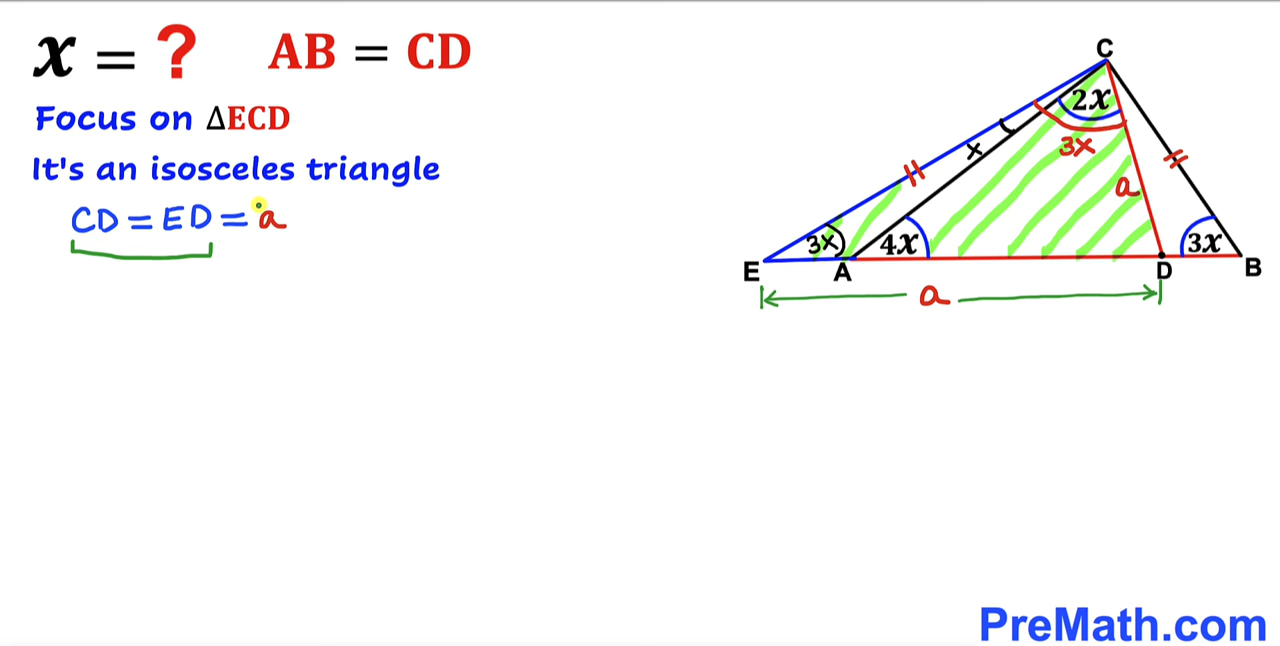 x = ? AB = CD
Focus on ΔECD
It's an isosceles triangle
CD = ED = a
C
2x
3x
x
a
3x
4x
3x
E
A
D
B
a
PreMath.com